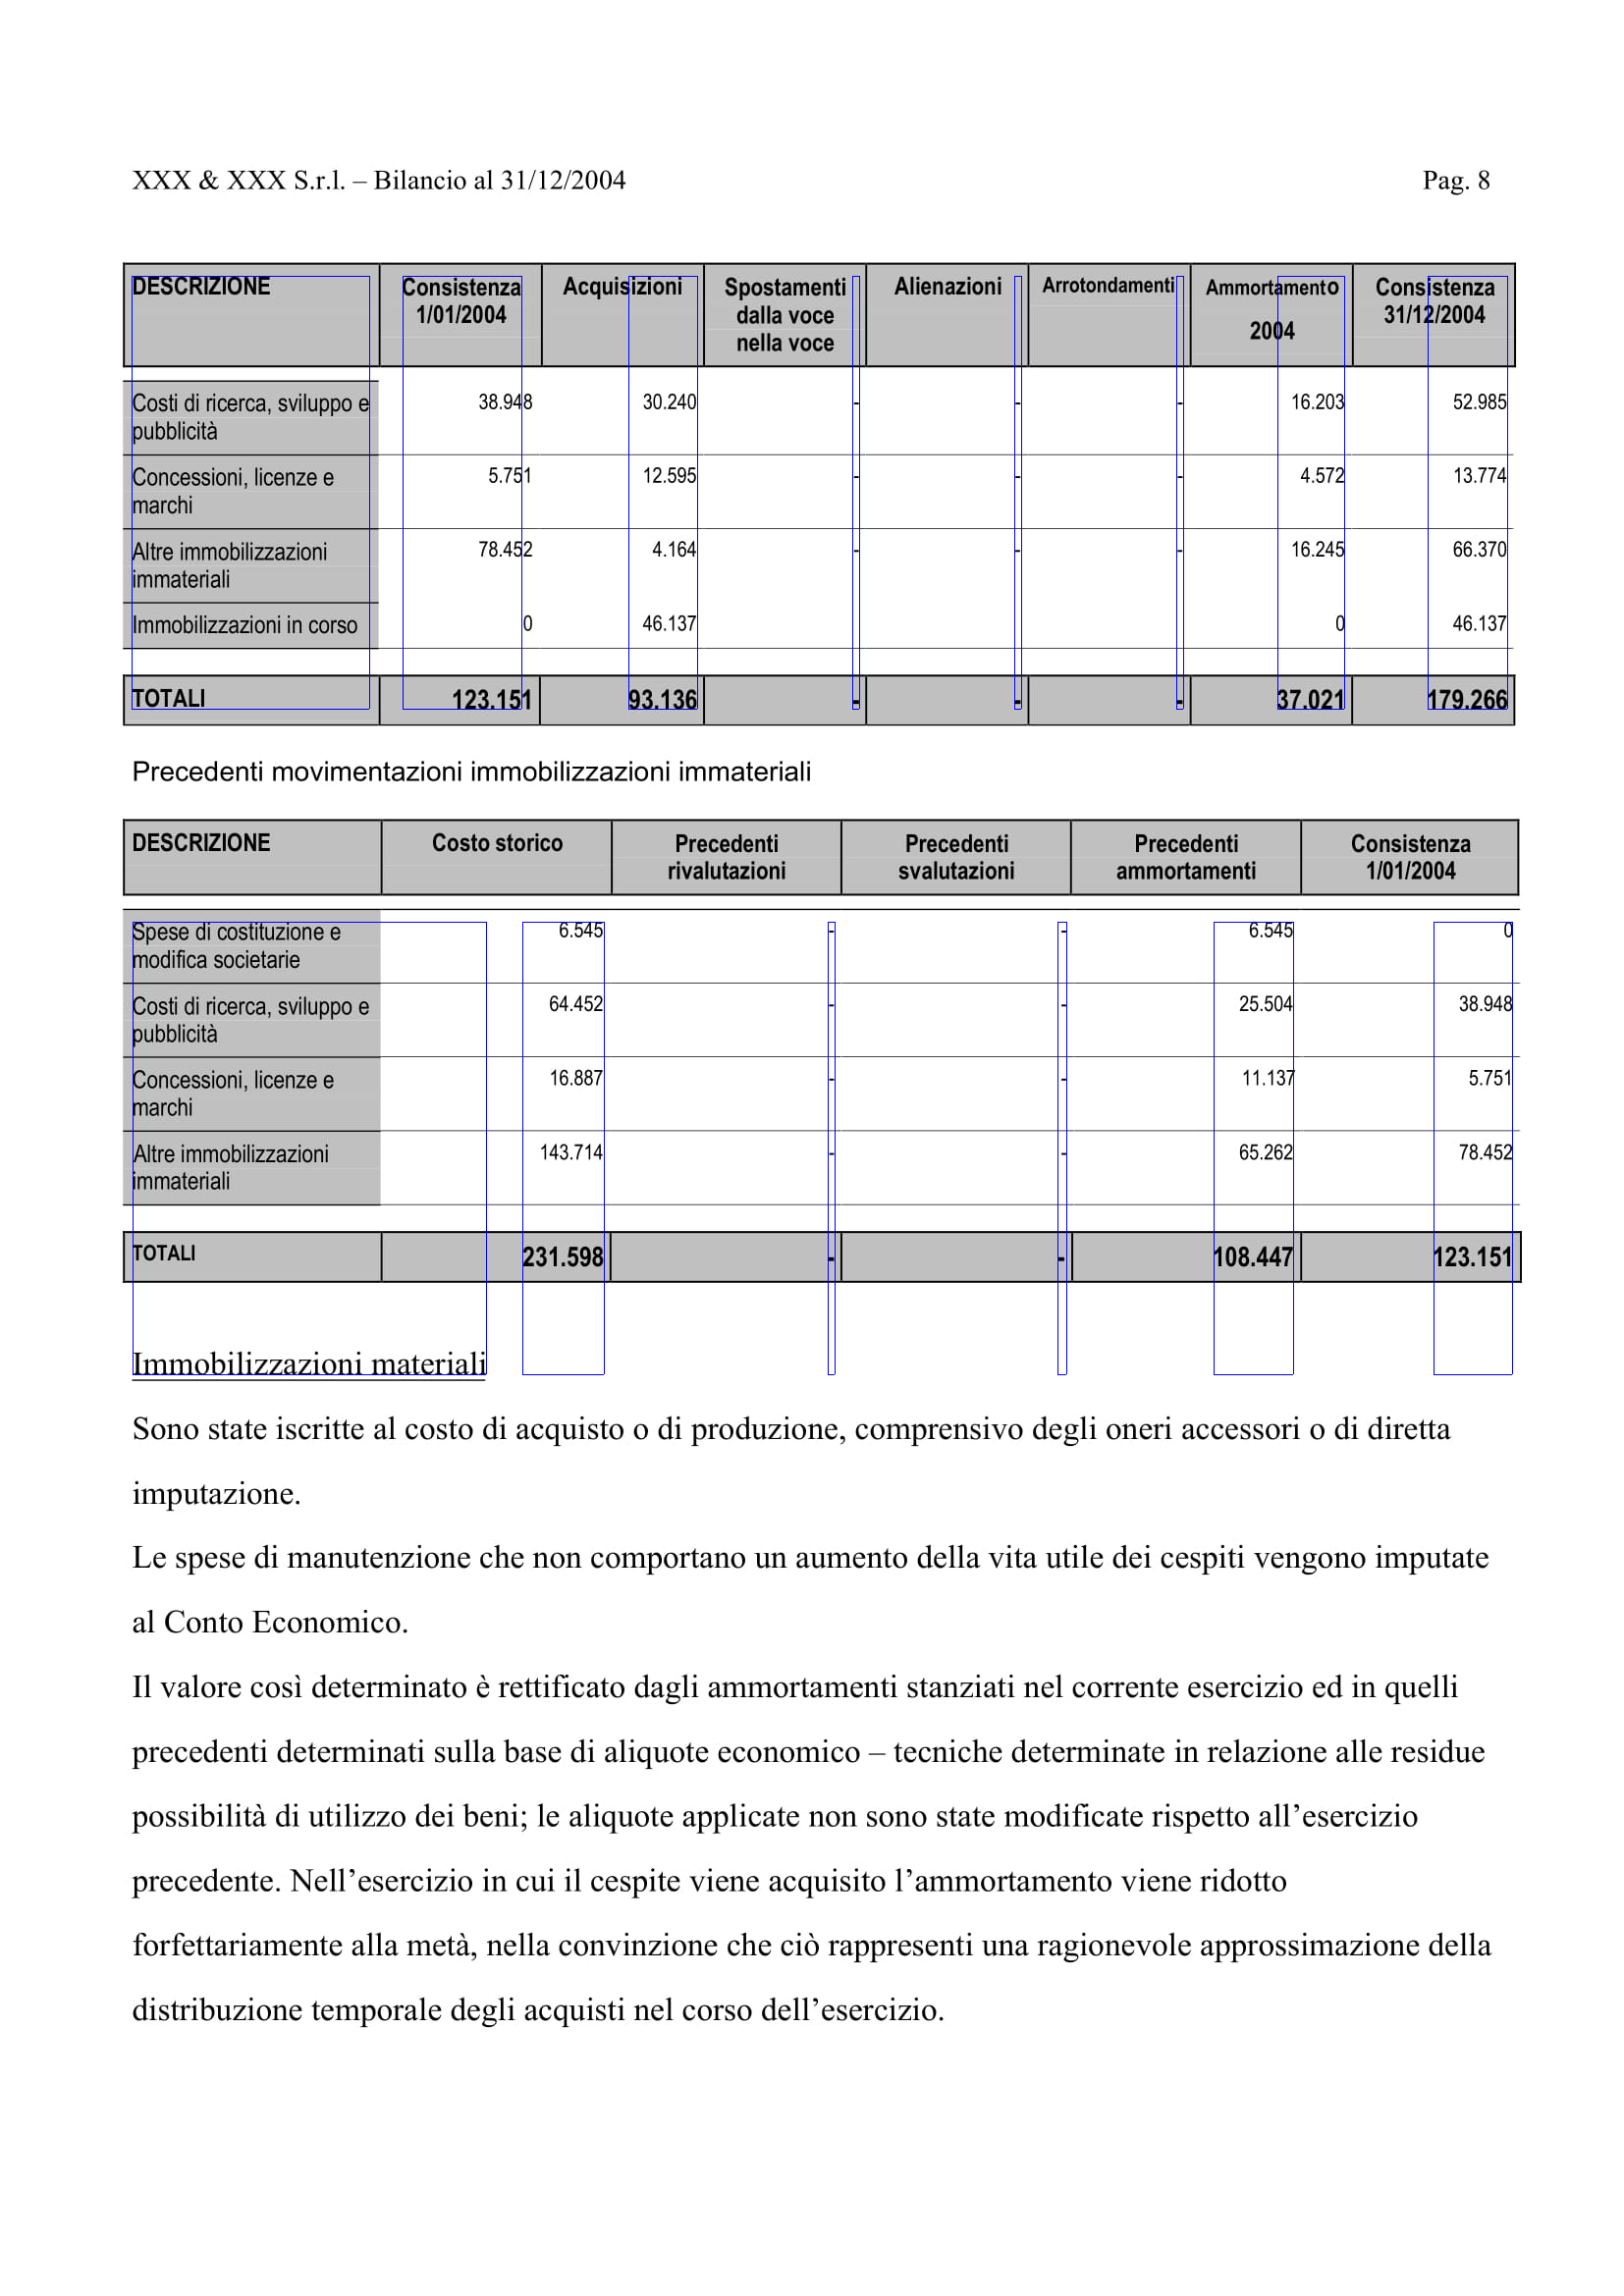 XXX & XXX S.r.l. – Bilancio al 31/12/2004 Pag. 8
DESCRIZIONE Consistenza 1/01/2004 Acquisizioni Spostamenti dalla voce nella voce Alienazioni Arrotondamenti Ammortamento 2004 Consistenza 31/12/2004
Costi di ricerca, sviluppo e pubblicità 38.948 30.240 - - - 16.203 52.985
Concessioni, licenze e marchi 5.751 12.595 - - - 4.572 13.774
Altre immobilizzazioni immateriali 78.452 4.164 - - - 16.245 66.370
Immobilizzazioni in corso 0 46.137 0 46.137
TOTALI 123.151 93.136 - - - 37.021 179.266
Precedenti movimentazioni immobilizzazioni immateriali
DESCRIZIONE Costo storico Precedenti rivalutazioni Precedenti svalutazioni Precedenti ammortamenti Consistenza 1/01/2004
Spese di costituzione e modifica societarie 6.545 - - 6.545 0
Costi di ricerca, sviluppo e pubblicità 64.452 - - 25.504 38.948
Concessioni, licenze e marchi 16.887 - - 11.137 5.751
Altre immobilizzazioni immateriali 143.714 - - 65.262 78.452
TOTALI 231.598 - - 108.447 123.151
Immobilizzazioni materiali
Sono state iscritte al costo di acquisto o di produzione, comprensivo degli oneri accessori o di diretta
imputazione.
Le spese di manutenzione che non comportano un aumento della vita utile dei cespiti vengono imputate
al Conto Economico.
Il valore così determinato è rettificato dagli ammortamenti stanziati nel corrente esercizio ed in quelli
precedenti determinati sulla base di aliquote economico – tecniche determinate in relazione alle residue
possibilità di utilizzo dei beni; le aliquote applicate non sono state modificate rispetto all’esercizio
precedente. Nell’esercizio in cui il cespite viene acquisito l’ammortamento viene ridotto
forfettariamente alla metà, nella convinzione che ciò rappresenti una ragionevole approssimazione della
distribuzione temporale degli acquisti nel corso dell’esercizio.